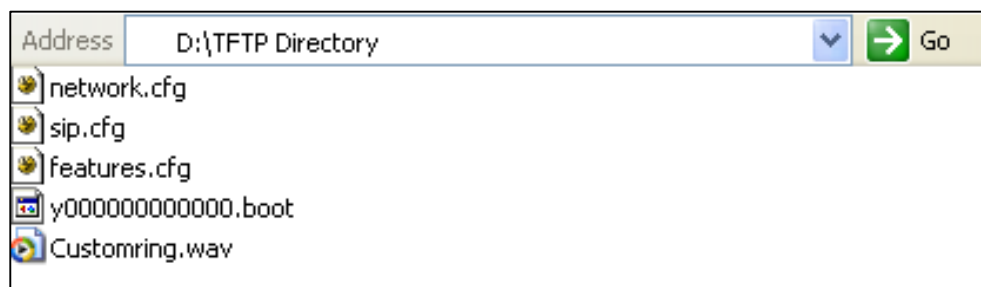 Address D:\TFTP Directory Go
network.cfg
sip.cfg
features.cfg
y000000000000.boot
Customring.wav